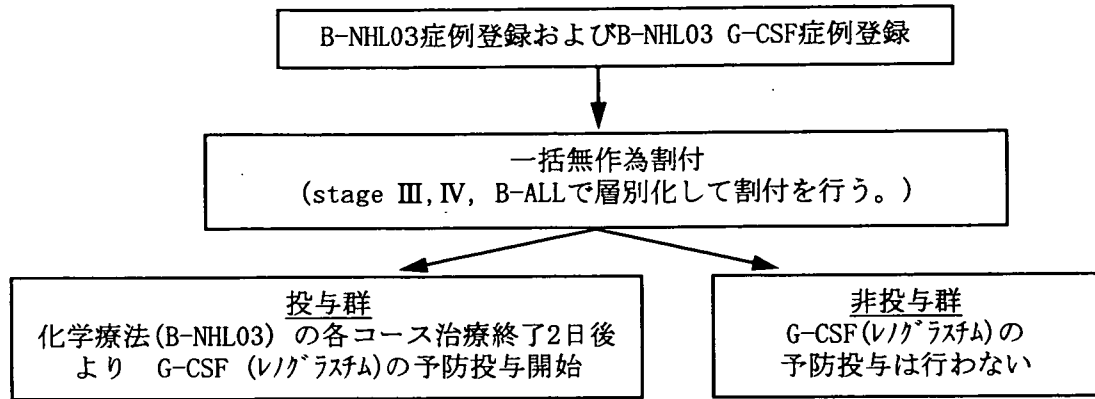 B-NHL03症例登録およびB-NHL03 G-CSF症例登録
一括無作為割付
(stage Ⅲ,Ⅳ, B-ALLで層別化して割付を行う。)
投与群
化学療法(B-NHL03) の各コース治療終了2日後
より G-CSF (ﾚﾉｸﾞﾗｽﾁﾑ)の予防投与開始
非投与群
G-CSF(ﾚﾉｸﾞﾗｽﾁﾑ)の
予防投与は行わない